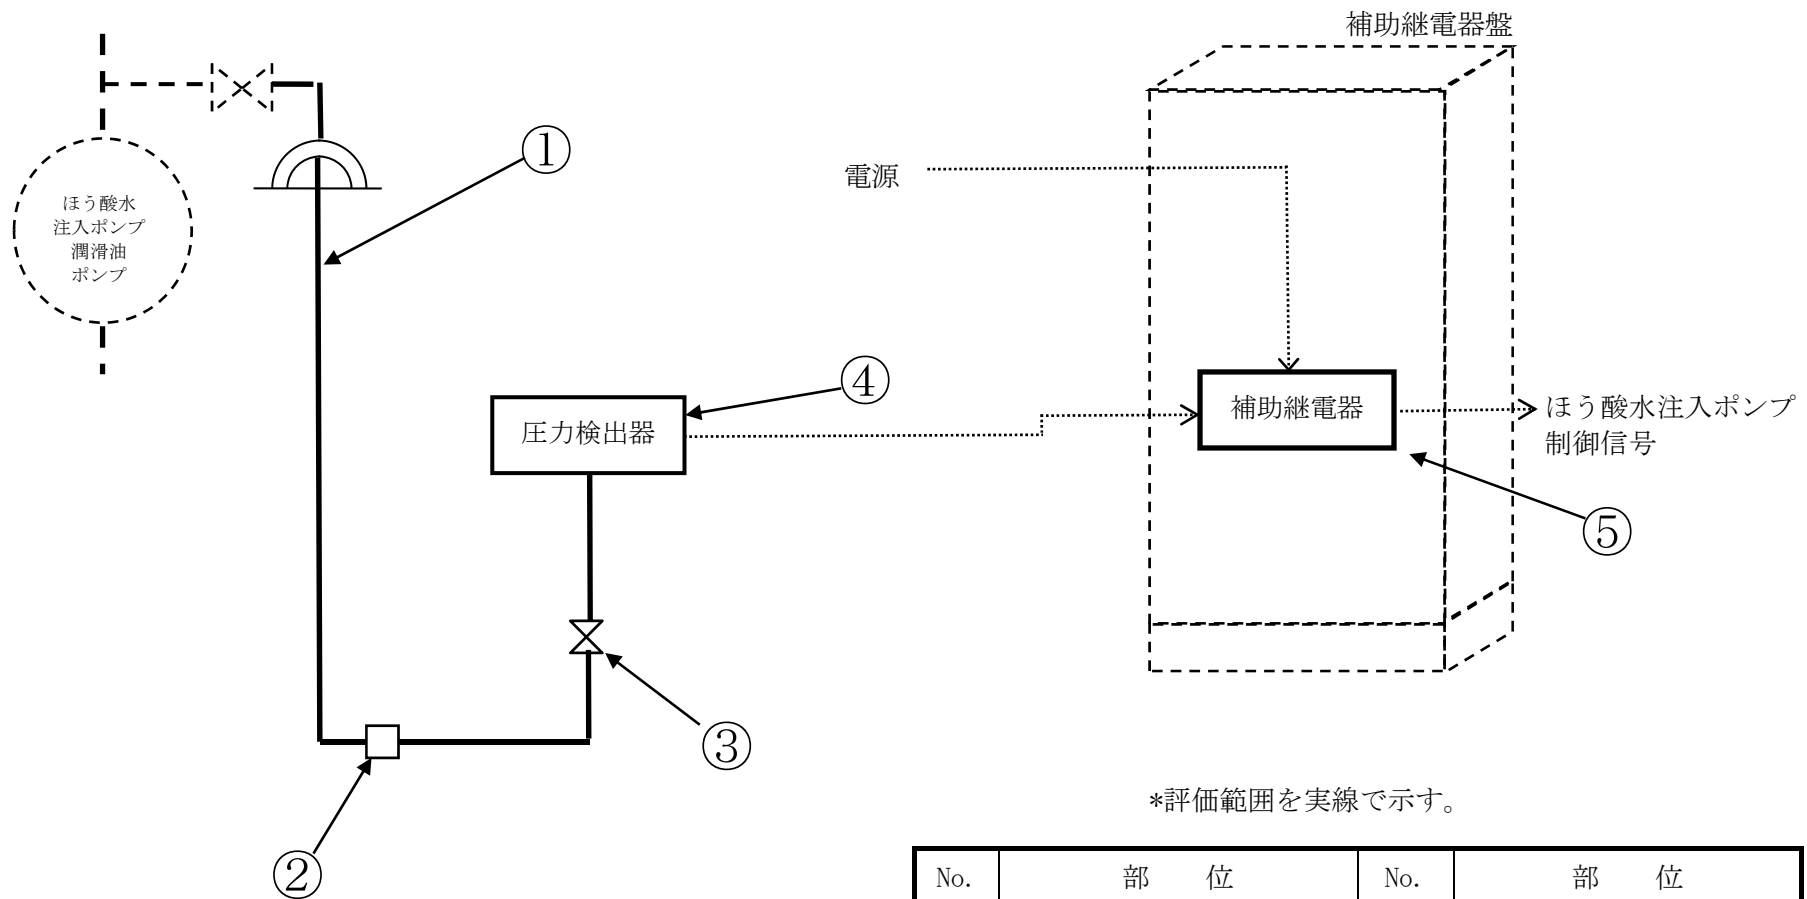 補助継電器盤
①
電源
ほう酸水
注入ポンプ
潤滑油
ポンプ
④
補助継電器
ほう酸水注入ポンプ
制御信号
圧力検出器
⑤
③
*評価範囲を実線で示す。
②
No. 部 位 No. 部 位